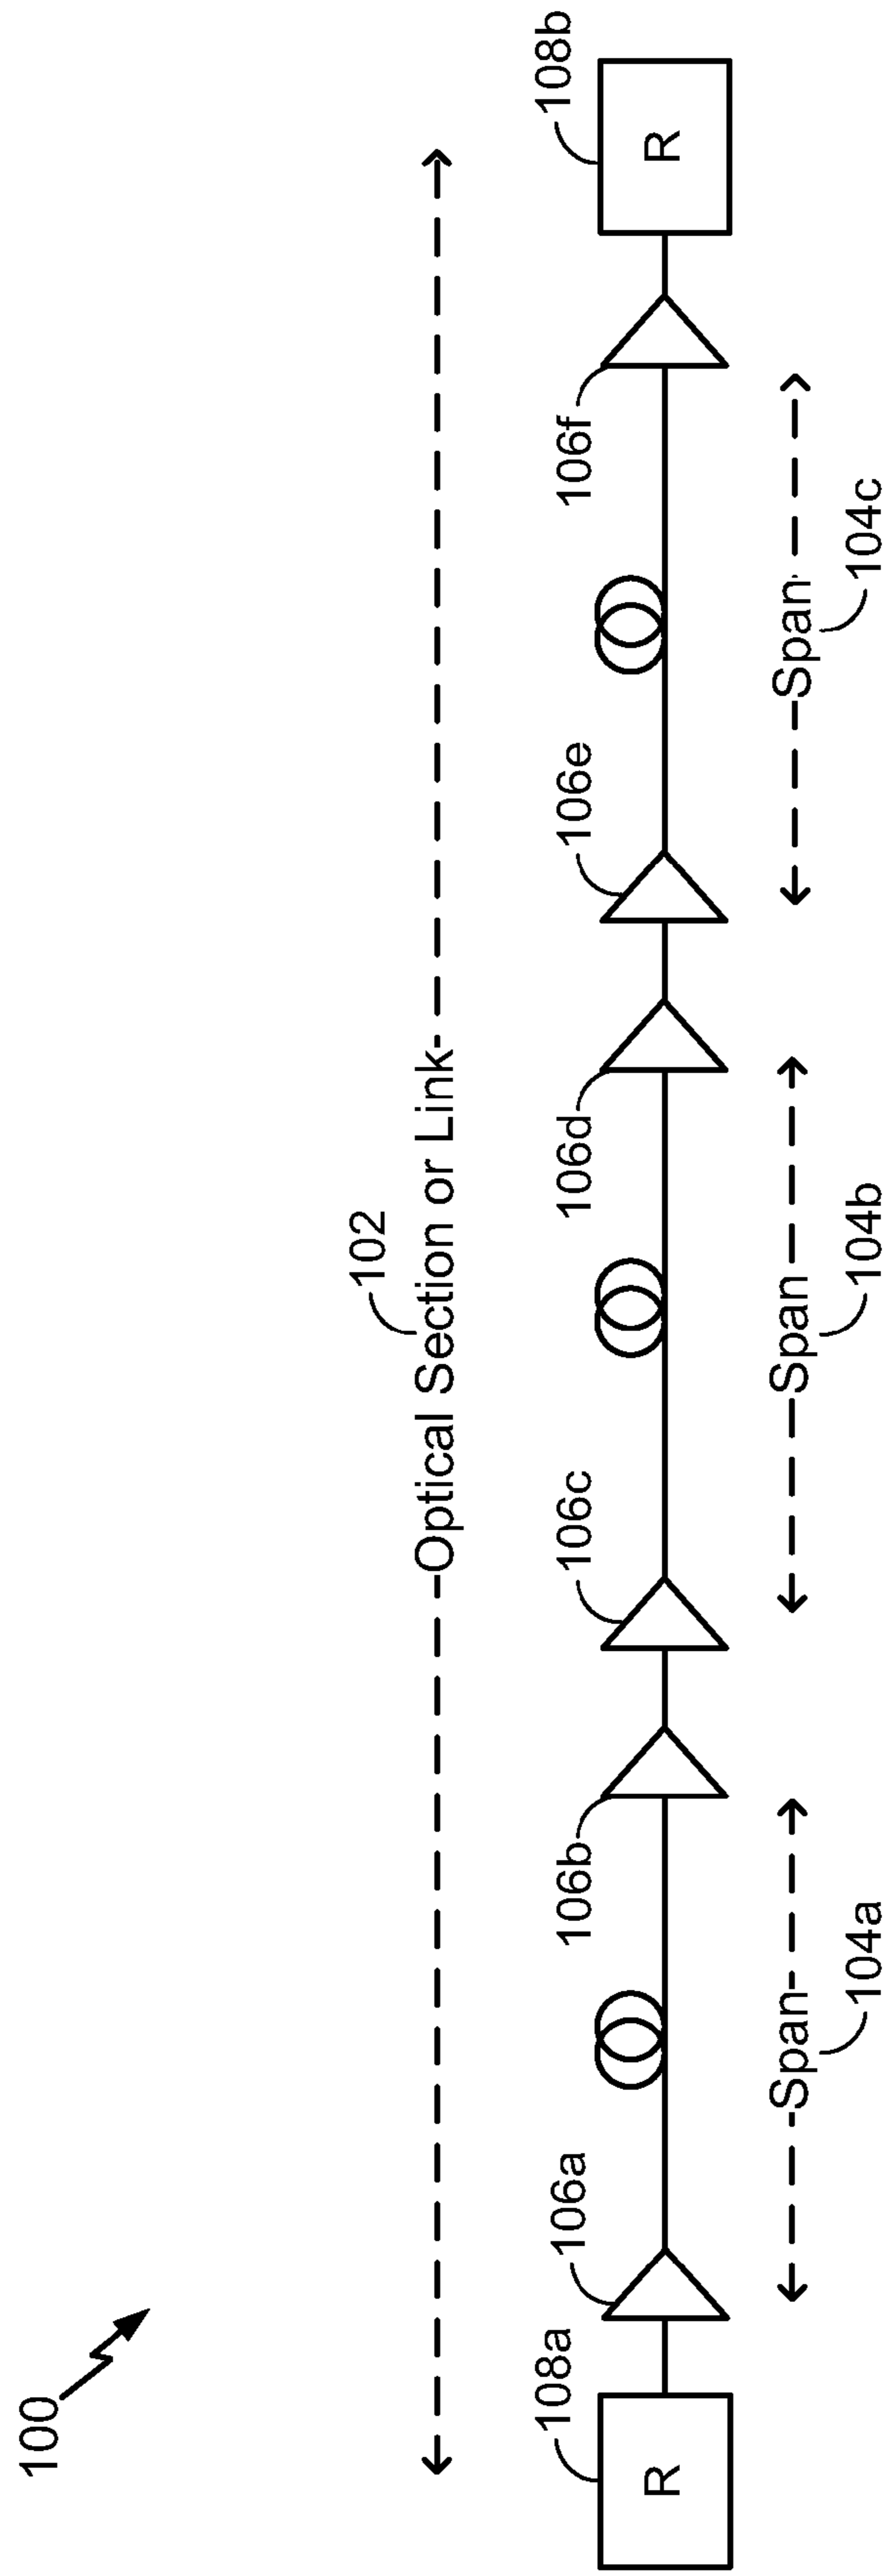 100
102
Optical Section or Link
108a
106a
106b
106c
106d
106e
106f
108b
R
R
Span
Span
Span
104a
104b
104c